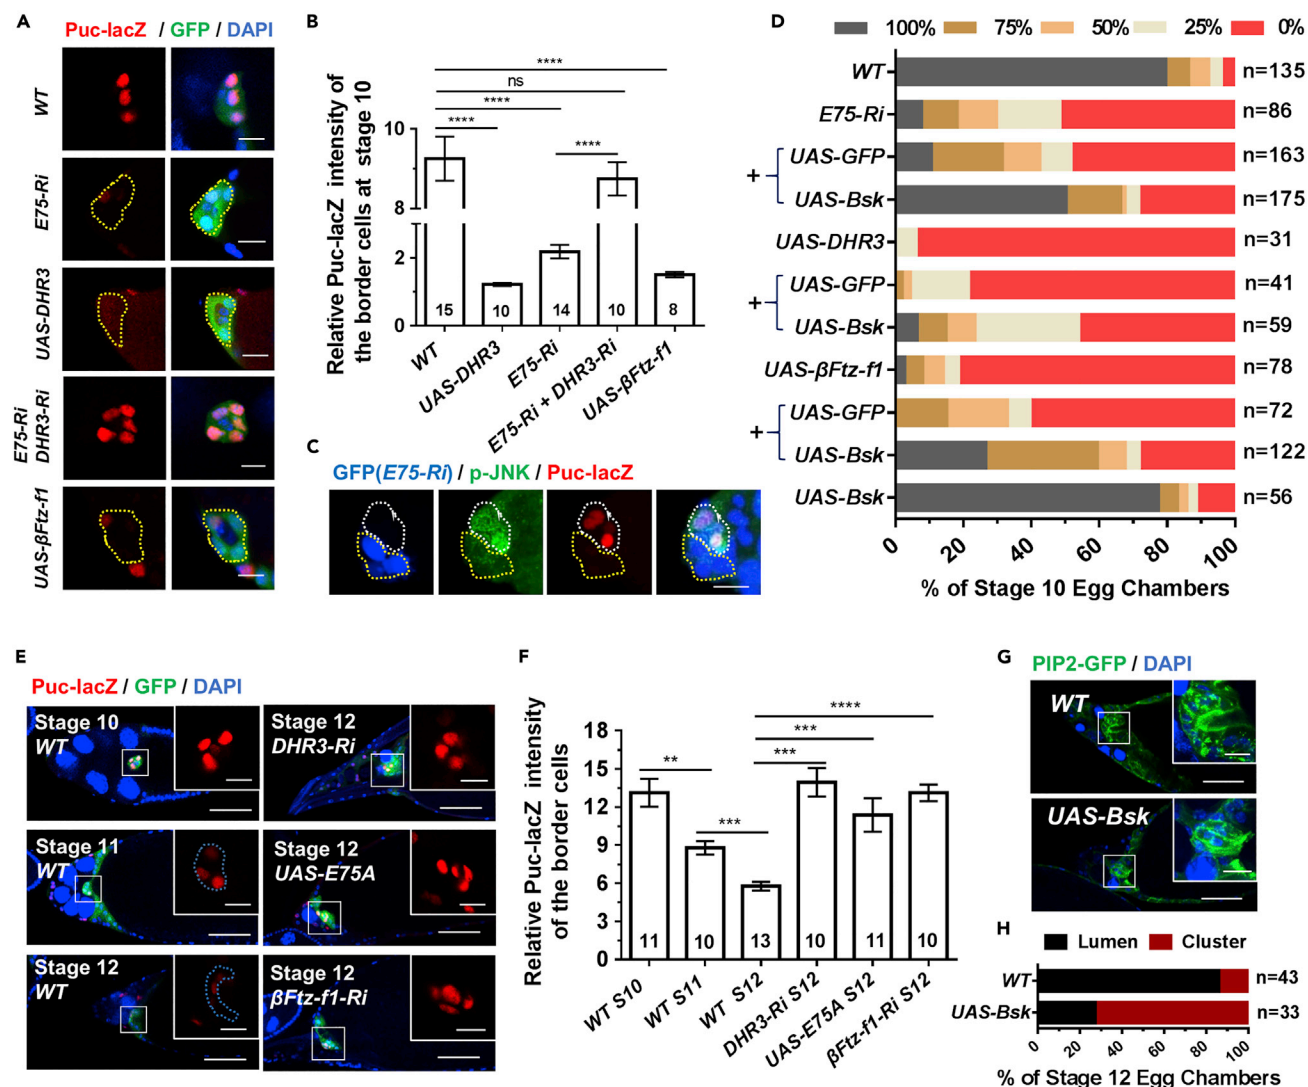 A
Puc-lacZ / GFP / DAPI
WT
E75-Ri
UAS-DHR3
E75-Ri
DHR3-Ri
UAS-βFtz-f1
B
Relative Puc-lacZ intensity of
the border cells at stage 10
****
ns
****
****
****
10
8
2
0
15
10
14
10
8
WT
UAS-DHR3
E75-Ri
E75-Ri + DHR3-Ri
UAS-βFtz-f1
C
GFP(E75-Ri) / p-JNK / Puc-lacZ
D
100% 75% 50% 25% 0%
WT n=135
E75-Ri n=86
UAS-GFP n=163
+
UAS-Bsk n=175
UAS-DHR3 n=31
UAS-GFP n=41
+
UAS-Bsk n=59
UAS-βFtz-f1 n=78
UAS-GFP n=72
+
UAS-Bsk n=122
UAS-Bsk n=56
0 20 40 60 80 100
% of Stage 10 Egg Chambers
E
Puc-lacZ / GFP / DAPI
Stage 10
WT
Stage 12
DHR3-Ri
Stage 11
WT
Stage 12
UAS-E75A
Stage 12
WT
Stage 12
βFtz-f1-Ri
F
Relative Puc-lacZ intensity
of the border cells
****
***
***
**
***
18
15
12
9
6
3
0
11
10
13
10
11
10
WT S10
WT S11
WT S12
DHR3-Ri S12
UAS-E75A S12
βFtz-f1-Ri S12
G
PIP2-GFP / DAPI
WT
UAS-Bsk
H
Lumen Cluster
WT n=43
UAS-Bsk n=33
0 20 40 60 80 100
% of Stage 12 Egg Chambers